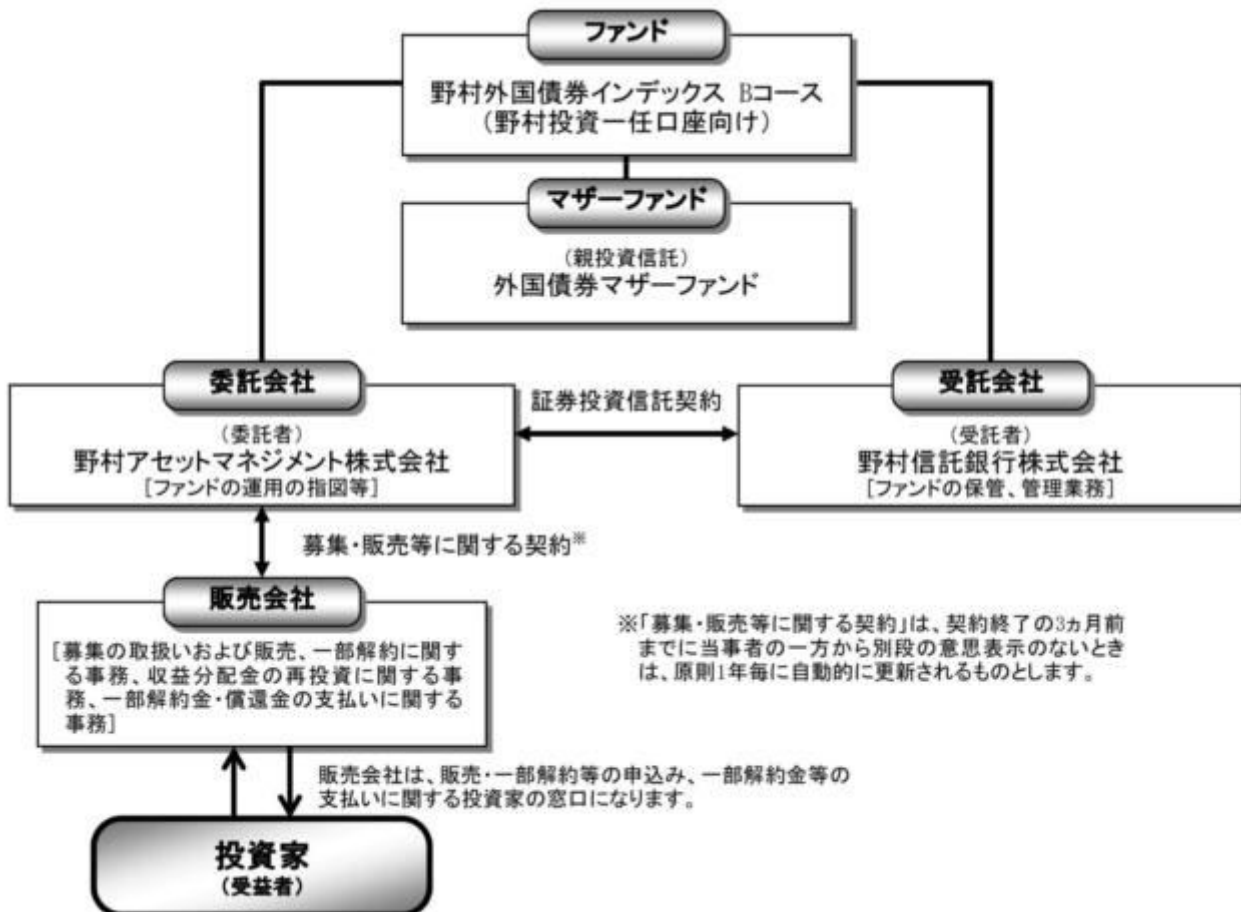 ファンド
野村外国債券インデックス Bコース
(野村投資一任口座向け)
マザーファンド
(親投資信託)
外国債券マザーファンド
委託会社
(委託者)
野村アセットマネジメント株式会社
[ファンドの運用の指図等]
証券投資信託契約
受託会社
(受託者)
野村信託銀行株式会社
[ファンドの保管、管理業務]
募集・販売等に関する契約※
販売会社
[募集の取扱いおよび販売、一部解約に関す
る事務、収益分配金の再投資に関する事
務、一部解約金・償還金の支払いに関する
事務]
※「募集・販売等に関する契約」は、契約終了の3ヵ月前
までに当事者の一方から別段の意思表示のないとき
は、原則1年毎に自動的に更新されるものとします。
販売会社は、販売・一部解約等の申込み、一部解約金等の
支払いに関する投資家の窓口になります。
投資家
(受益者)